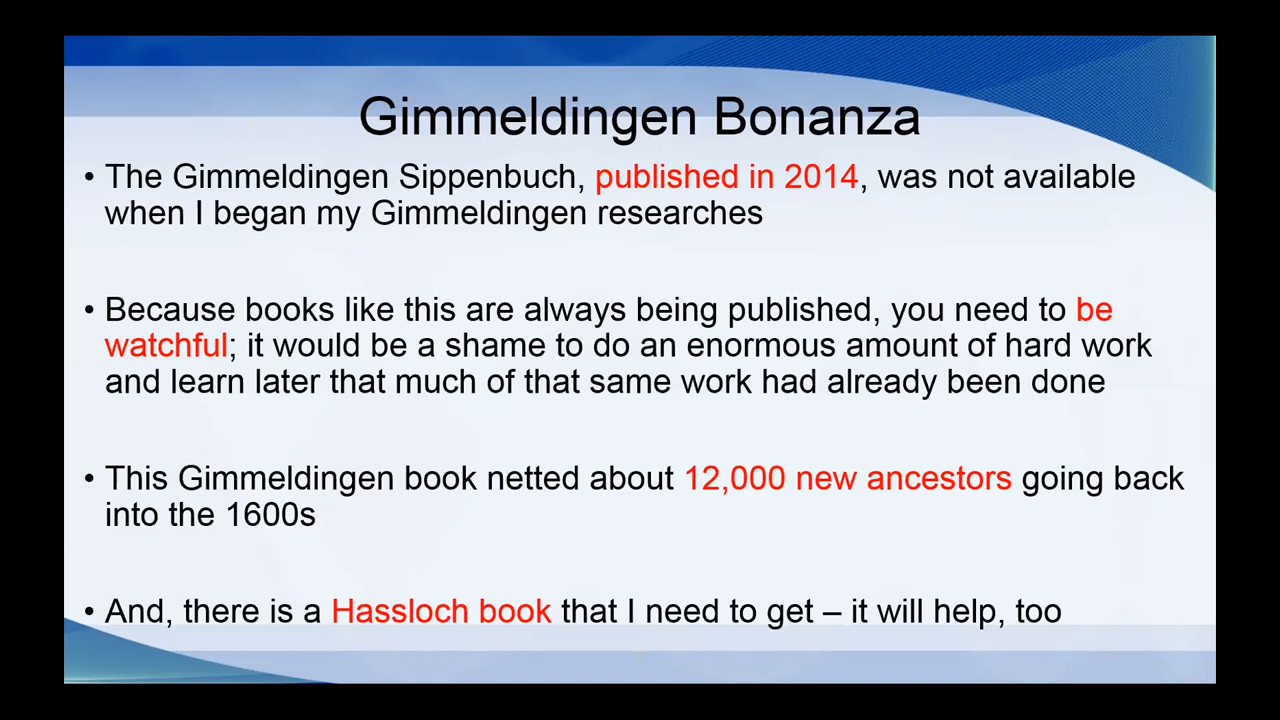 Gimmeldingen Bonanza
• The Gimmeldingen Sippenbuch, published in 2014, was not available
when I began my Gimmeldingen researches
• Because books like this are always being published, you need to be
watchful; it would be a shame to do an enormous amount of hard work
and learn later that much of that same work had already been done
• This Gimmeldingen book netted about 12,000 new ancestors going back
into the 1600s
• And, there is a Hassloch book that I need to get – it will help, too